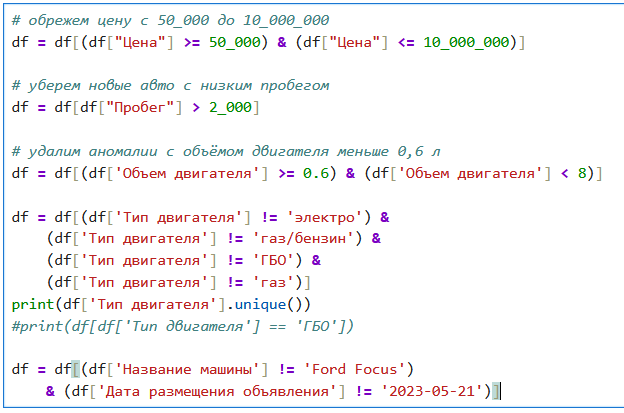 # обрежем цену с 50_000 до 10_000_000
df = df[(df["Цена"] >= 50_000) & (df["Цена"] <= 10_000_000)]

# уберем новые авто с низким пробегом
df = df[df["Пробег"] > 2_000]

# удалим аномалии с объёмом двигателя меньше 0,6 л
df = df[(df['Объем двигателя'] >= 0.6) & (df['Объем двигателя'] < 8)]

df = df[(df['Тип двигателя'] != 'электро') &
    (df['Тип двигателя'] != 'газ/бензин') &
    (df['Тип двигателя'] != 'ГБО') &
    (df['Тип двигателя'] != 'газ')]
print(df['Тип двигателя'].unique())
#print(df[df['Тип двигателя'] == 'ГБО'])

df = df[(df['Название машины'] != 'Ford Focus')
    & (df['Дата размещения объявления'] != '2023-05-21')]